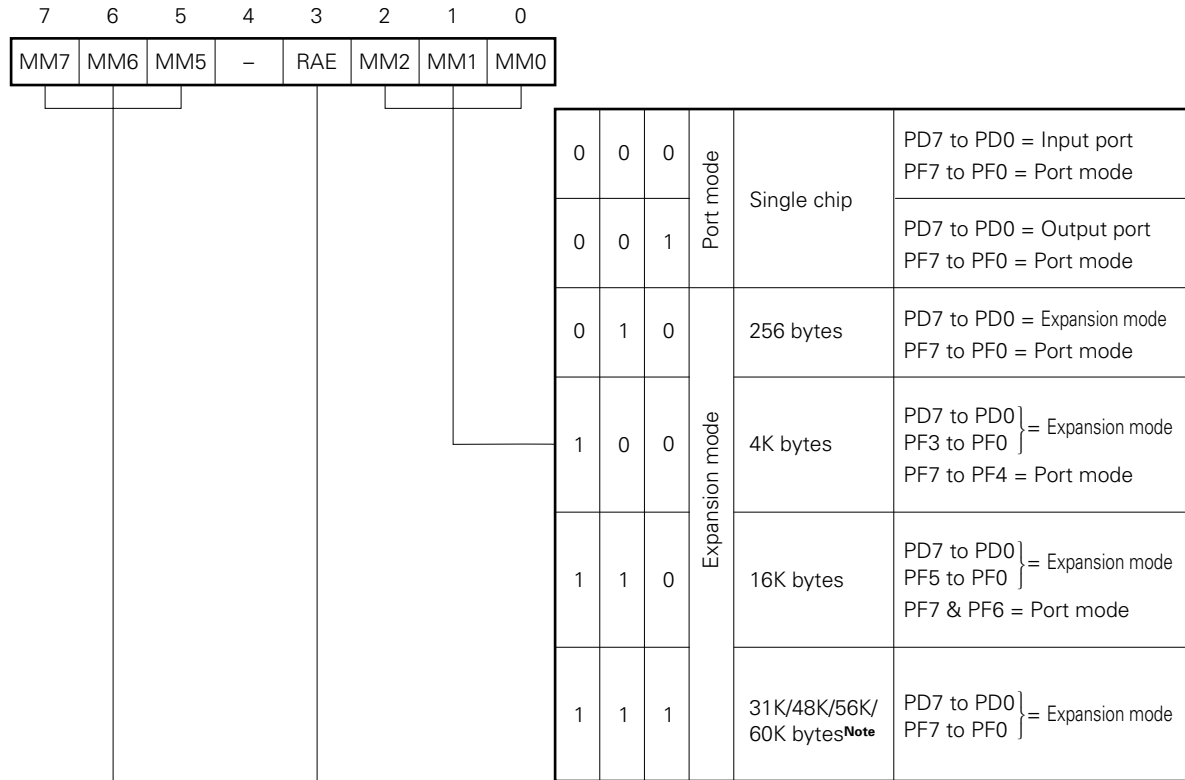 7 6 5 4 3 2 1 0
MM7 MM6 MM5 – RAE MM2 MM1 MM0
0 0 0 Port mode Single chip PD7 to PD0 = Input port
PF7 to PF0 = Port mode
0 0 1 PD7 to PD0 = Output port
PF7 to PF0 = Port mode
0 1 0 Expansion mode 256 bytes PD7 to PD0 = Expansion mode
PF7 to PF0 = Port mode
1 0 0 4K bytes PD7 to PD0
PF3 to PF0 } = Expansion mode
PF7 to PF4 = Port mode
1 1 0 16K bytes PD7 to PD0
PF5 to PF0 } = Expansion mode
PF7 & PF6 = Port mode
1 1 1 31K/48K/56K/
60K bytesNote
PD7 to PD0
PF7 to PF0 } = Expansion mode